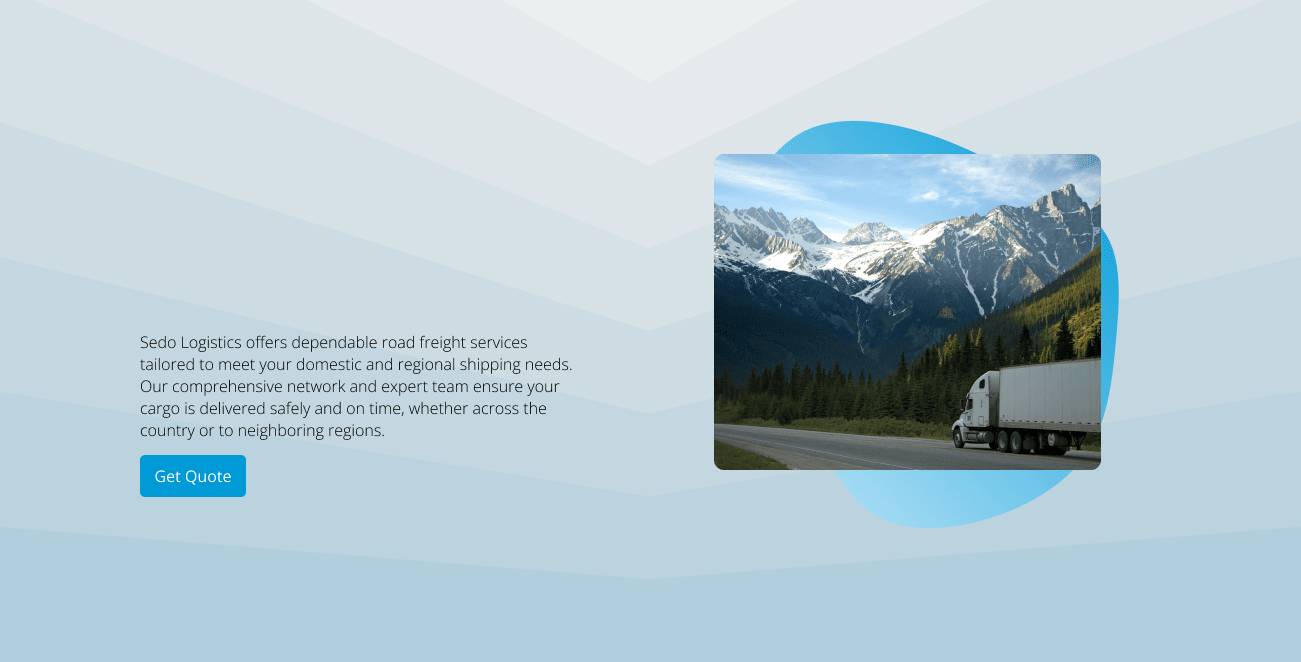 Sedo Logistics offers dependable road freight services
tailored to meet your domestic and regional shipping needs.
Our comprehensive network and expert team ensure your
cargo is delivered safely and on time, whether across the
country or to neighboring regions.
Get Quote